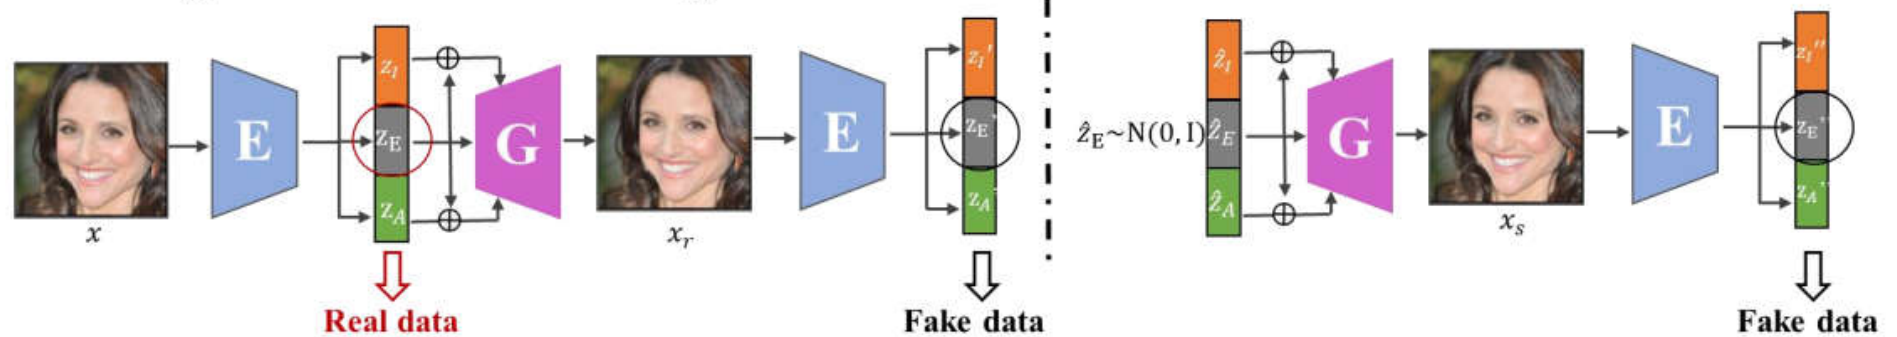 E
z_I
z_E
z_A
G
E
z_I'
z_E'
z_A'
x
x_r
Real data
Fake data
ẑ_E~N(0, I)
ẑ_I
ẑ_E
ẑ_A
G
E
z_I''
z_E''
z_A''
x_s
Fake data